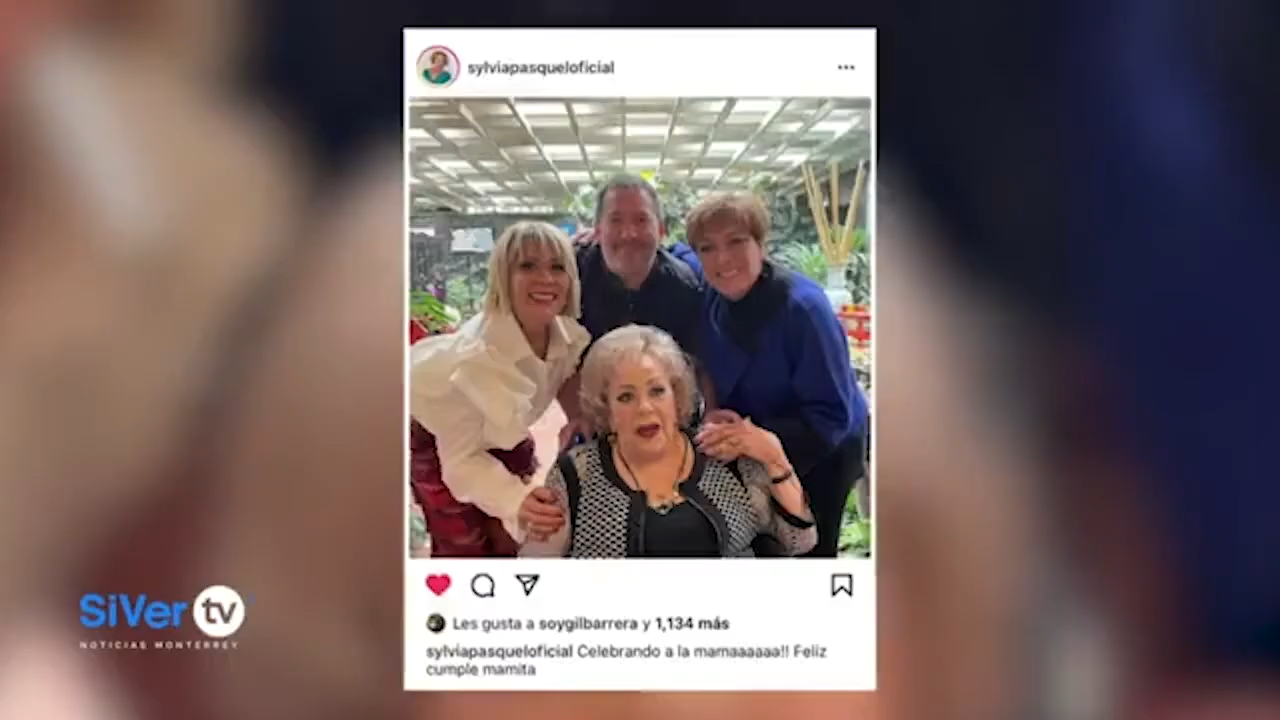 sylviapasqueloficial
SiVer tv
NOTICIAS MONTERREY
Les gusta a soygilbarrera y 1,134 más
sylviapasqueloficial Celebrando a la mamaaaaaa!! Feliz
cumple mamita